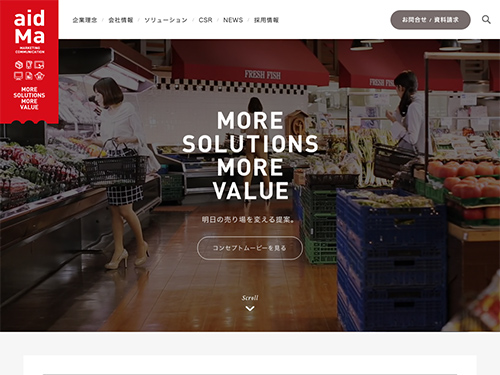 aid
Ma
MARKETING
COMMUNICATION
MORE
SOLUTIONS
MORE
VALUE
企業理念 / 会社情報 / ソリューション / CSR / NEWS / 採用情報
お問合せ / 資料請求
FRESH FISH
FRESH FISH
MORE
SOLUTIONS
MORE
VALUE
明日の売り場を変える提案。
コンセプトムービーを見る
Scroll